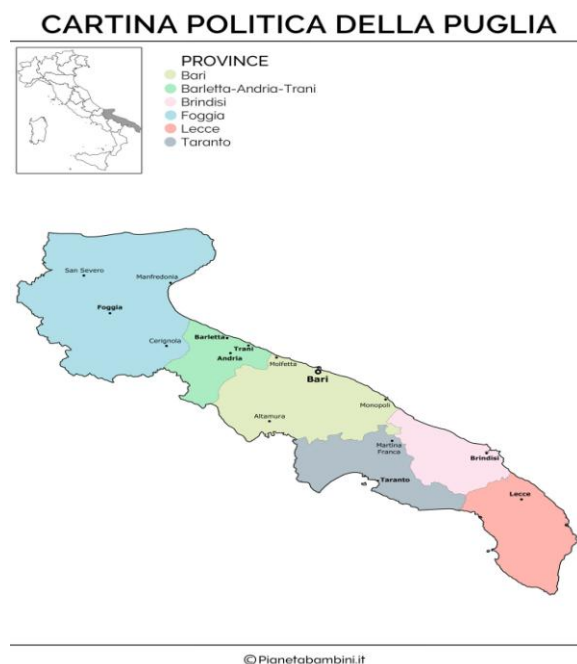 CARTINA POLITICA DELLA PUGLIA
PROVINCE
Bari
Barletta-Andria-Trani
Brindisi
Foggia
Lecce
Taranto
San Severo
Manfredonia
Foggia
Cerignola
Barletta
Trani
Andria
Molfetta
Bari
Altamura
Monopoli
Martina
Franca
Brindisi
Taranto
Lecce
© Pianetabambini.it